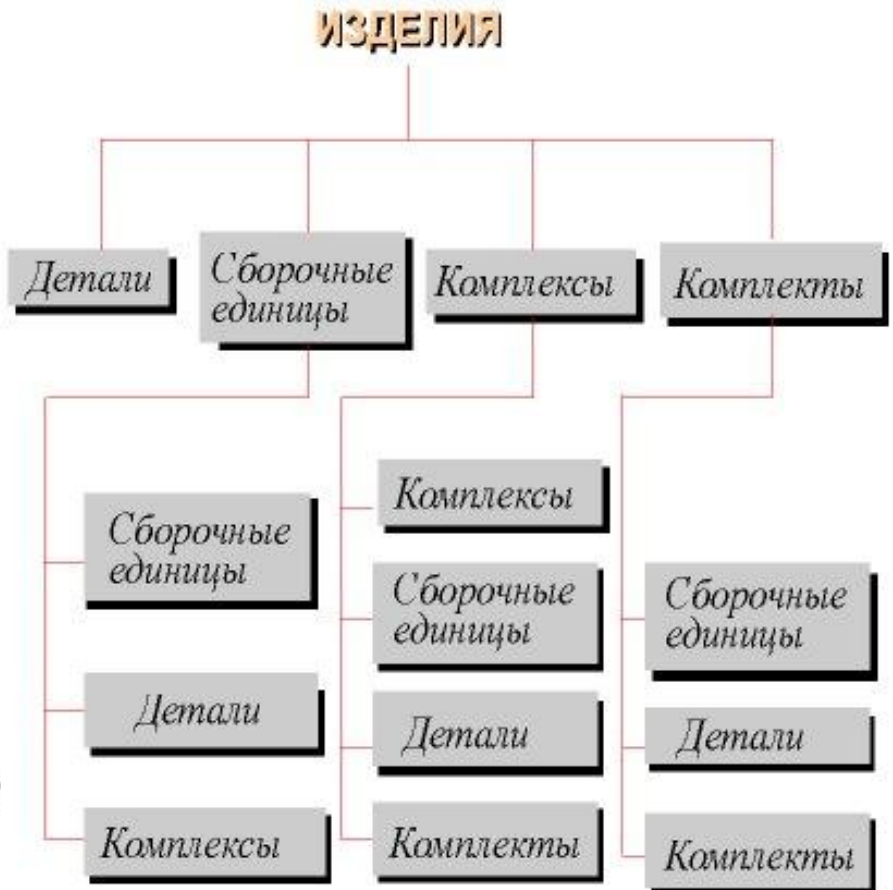 ИЗДЕЛИЯ
Детали
Сборочные
единицы
Комплексы
Комплекты
Сборочные
единицы
Детали
Комплексы
Комплексы
Сборочные
единицы
Детали
Комплекты
Сборочные
единицы
Детали
Комплекты